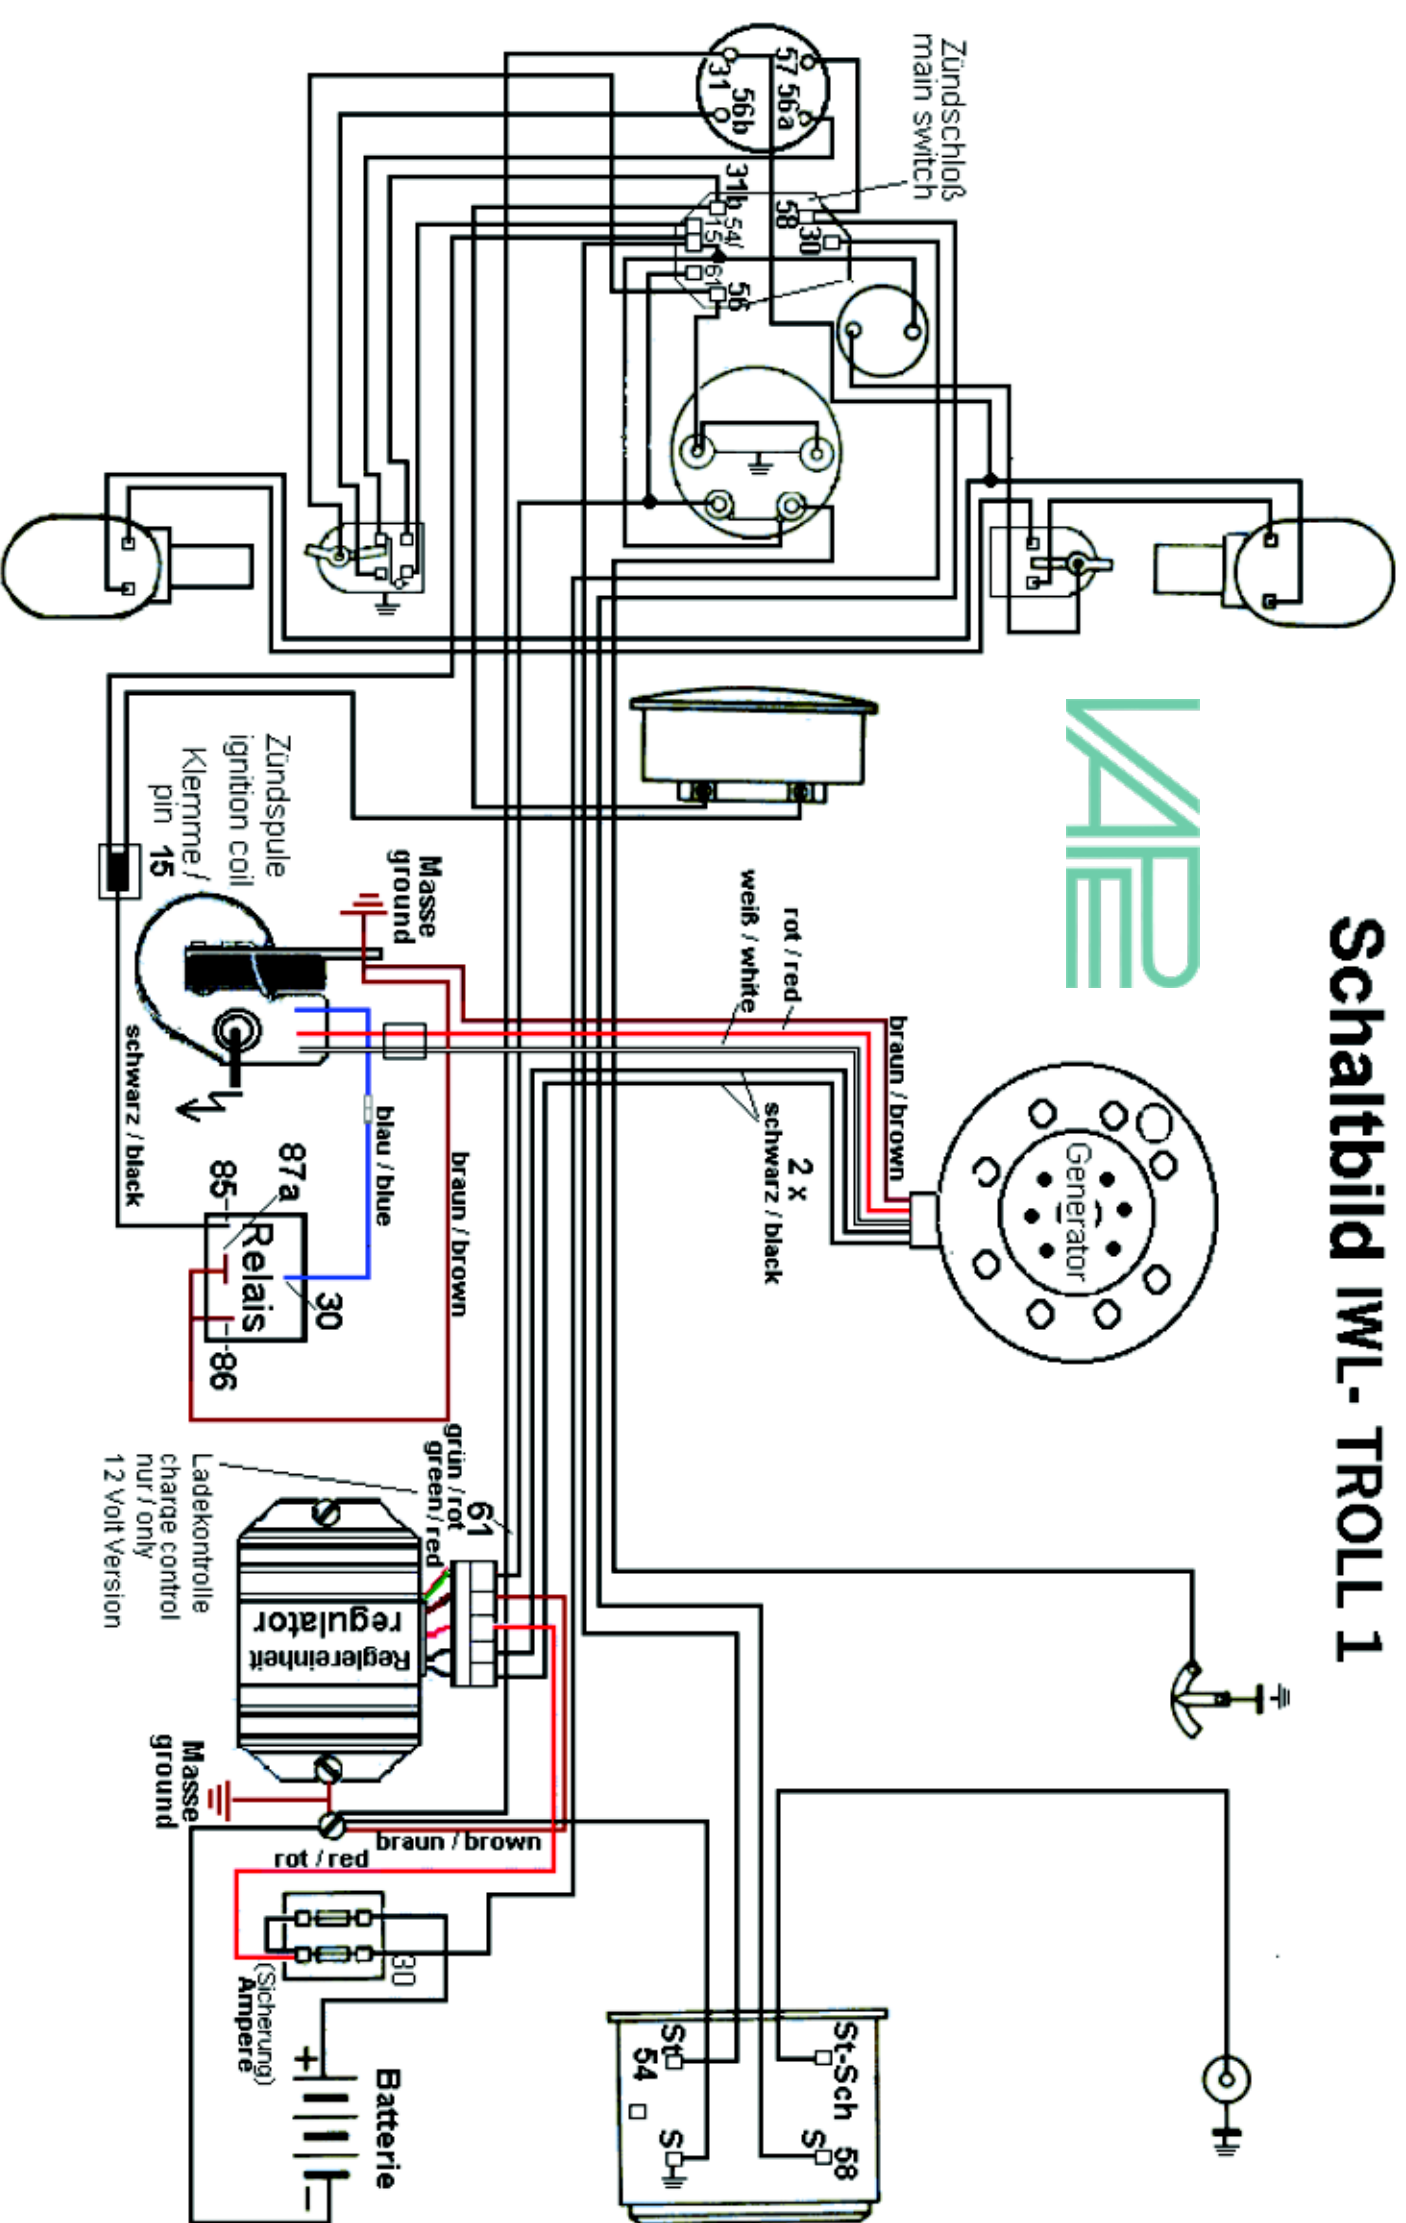 Schaltbild IWL- TROLL 1
VAPE
Zündschloß
main switch
57
56a
31
56b
31b
58
30
54/
15
61
56
Masse
ground
Zündspule
ignition coil
Klemme /
pin 15
rot / red
weiß / white
braun / brown
2 x
schwarz / black
Generator
schwarz / black
blau / blue
braun / brown
87a
85
Relais
30
86
61
grün / rot
green / red
Ladekontrolle
charge control
nur / only
12 Volt Version
Reglereinheit
regulator
Masse
ground
braun / brown
rot / red
30
(Sicherung)
Ampere
Batterie
+
–
St-Sch
58
S
St
54
S